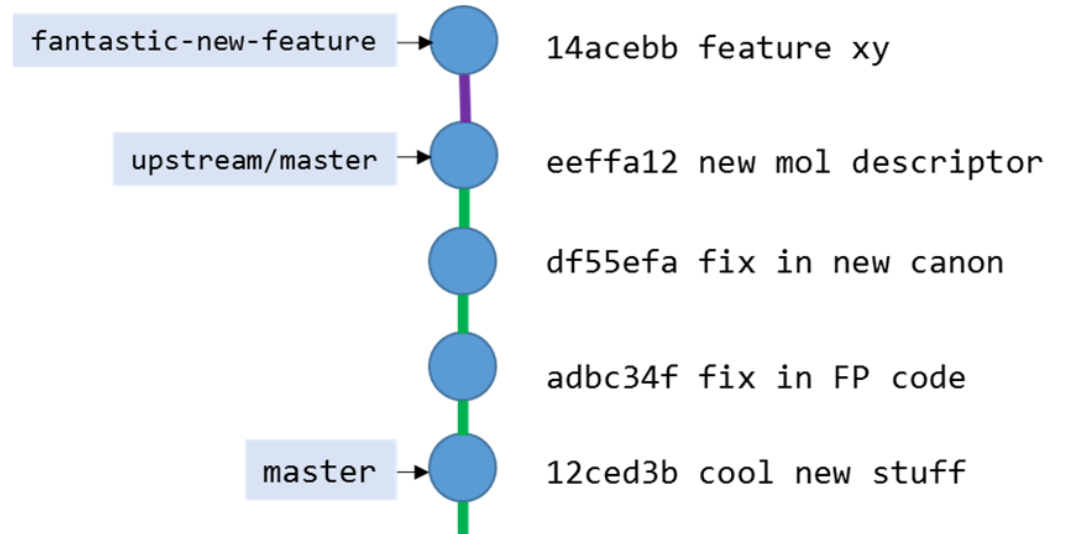 fantastic-new-feature
14acebb feature xy
upstream/master
eeffa12 new mol descriptor
df55efa fix in new canon
adbc34f fix in FP code
master
12ced3b cool new stuff